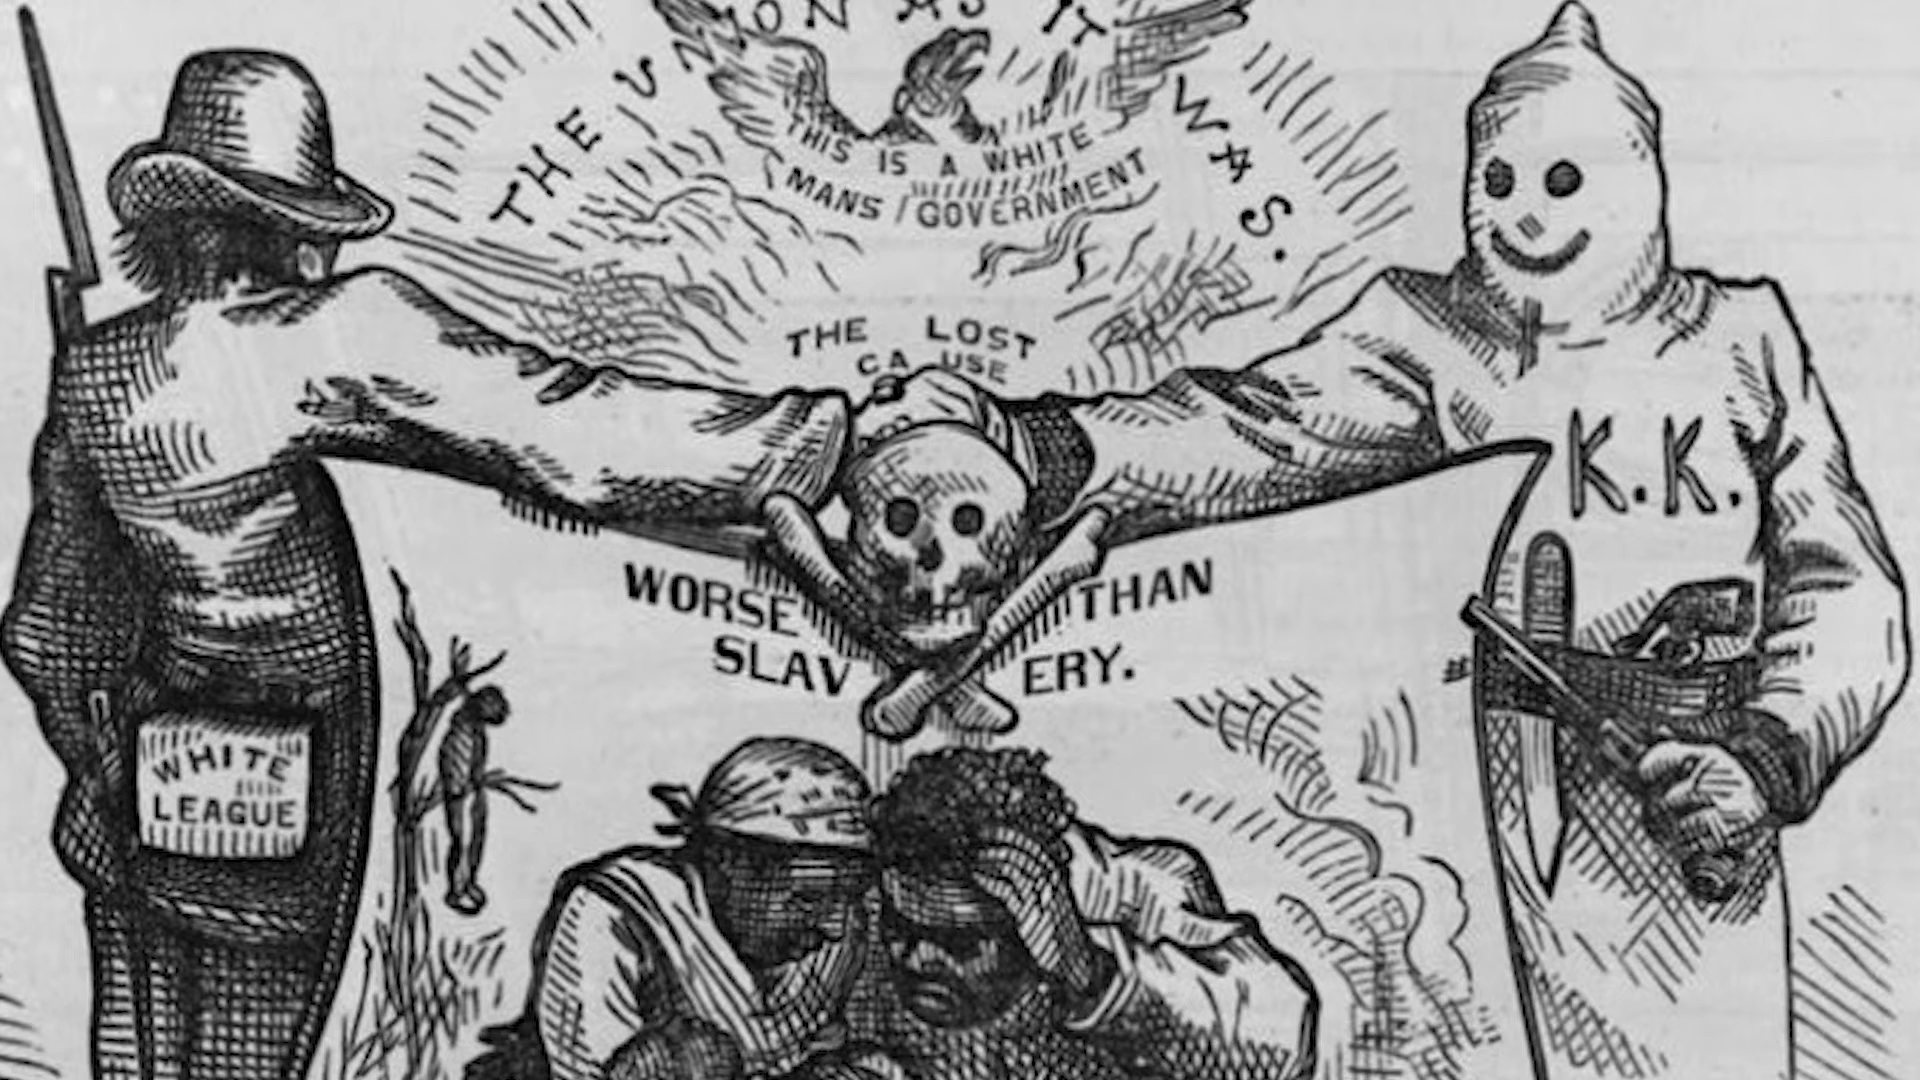 THE UNION AS IT WAS.
THIS IS A WHITE
MANS GOVERNMENT
THE LOST
CAUSE
K.K.
WORSE THAN
SLAVERY.
WHITE
LEAGUE